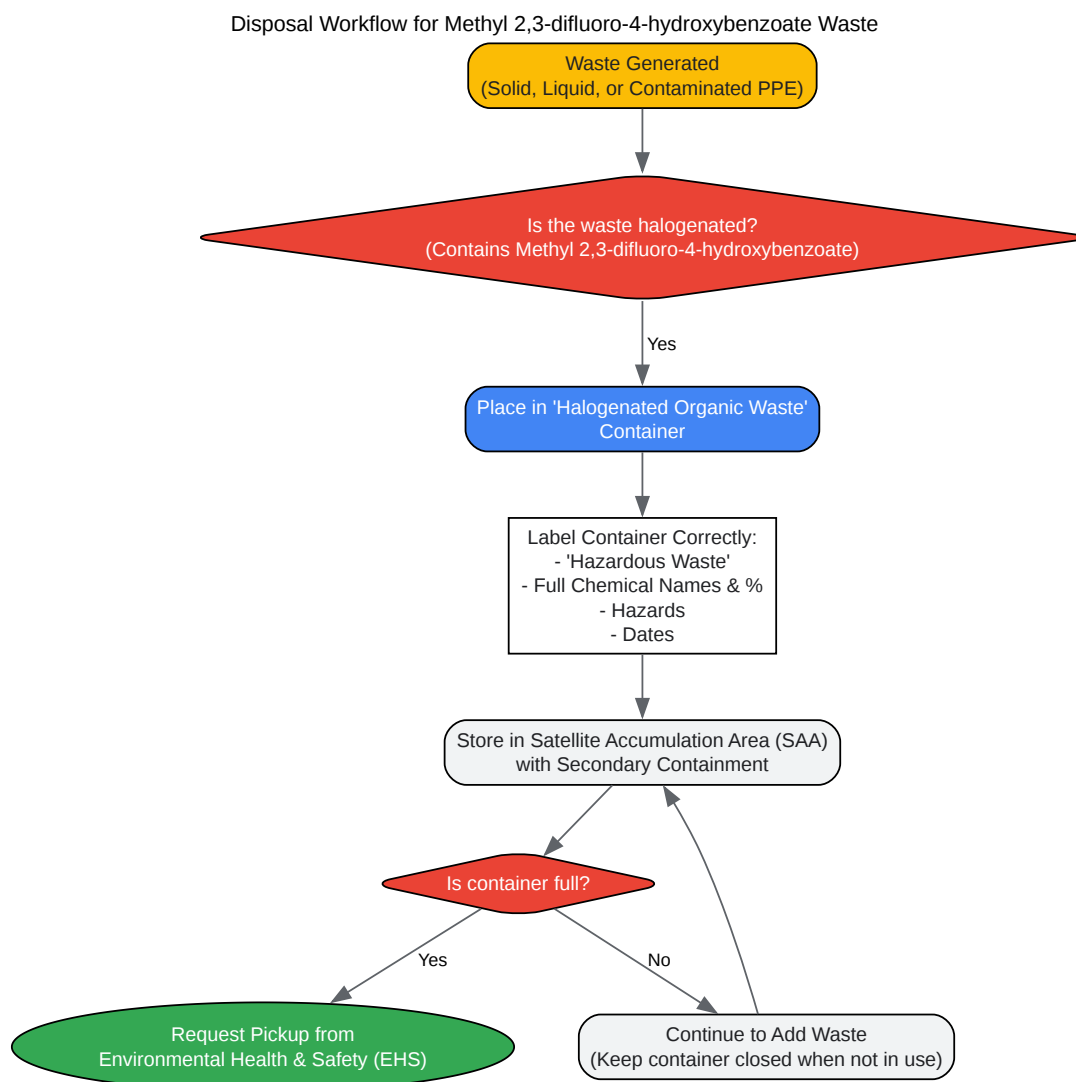 Disposal Workflow for Methyl 2,3-difluoro-4-hydroxybenzoate Waste
Waste Generated
(Solid, Liquid, or Contaminated PPE)
Is the waste halogenated?
(Contains Methyl 2,3-difluoro-4-hydroxybenzoate)
Yes
Place in 'Halogenated Organic Waste'
Container
Label Container Correctly:
- 'Hazardous Waste'
- Full Chemical Names & %
- Hazards
- Dates
Store in Satellite Accumulation Area (SAA)
with Secondary Containment
Is container full?
Yes
No
Request Pickup from
Environmental Health & Safety (EHS)
Continue to Add Waste
(Keep container closed when not in use)